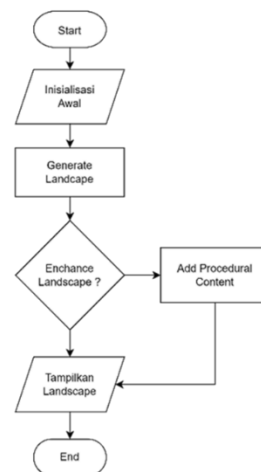 Start
Inisialisasi
Awal
Generate
Landcape
Enchance
Landscape ?
Add Procedural
Content
Tampilkan
Landscape
End